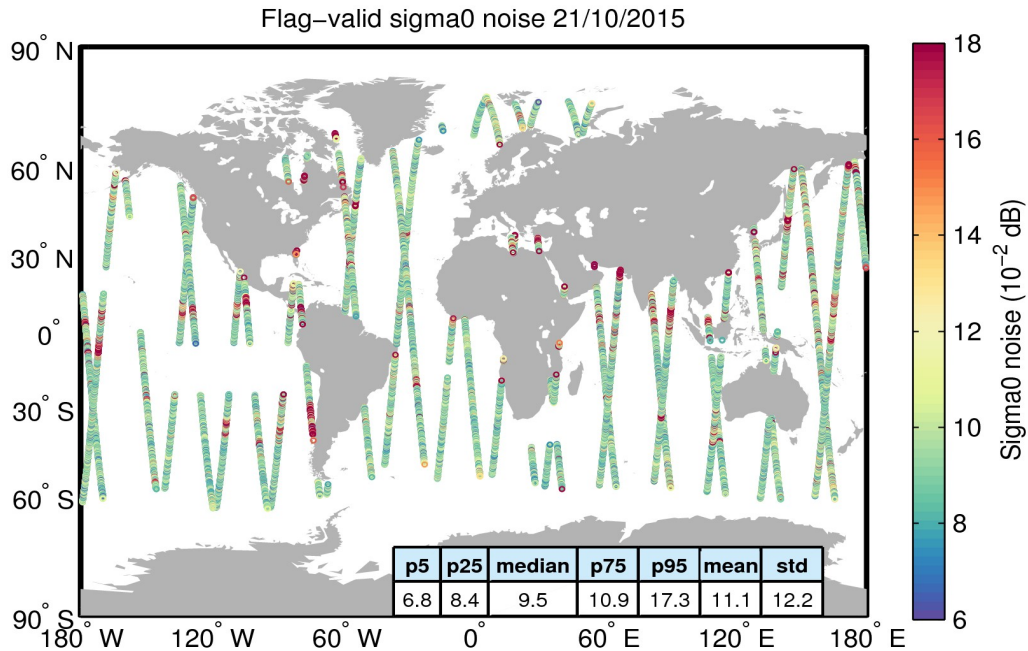 Flag-valid sigma0 noise 21/10/2015
90° N
60° N
30° N
0°
30° S
60° S
90° S
180° W
120° W
60° W
0°
60° E
120° E
180° E
p5 p25 median p75 p95 mean std
6.8 8.4 9.5 10.9 17.3 11.1 12.2
18
16
14
12
10
8
6
Sigma0 noise (10⁻² dB)